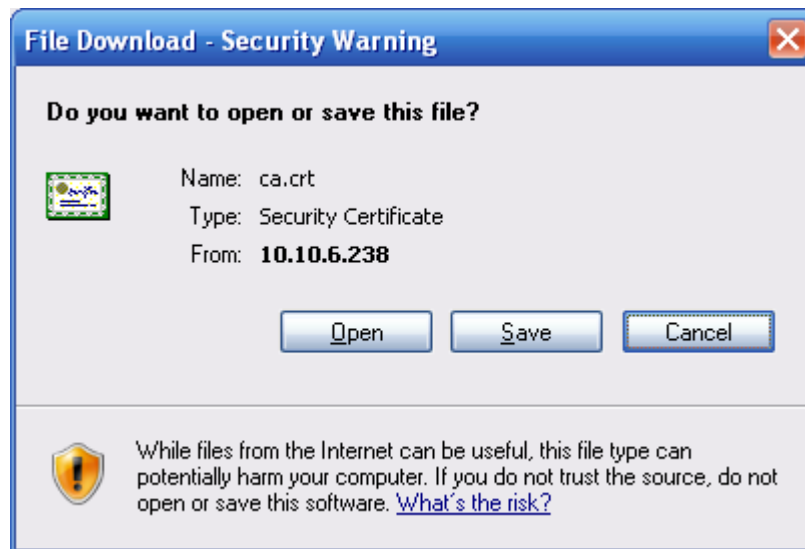 File Download - Security Warning
Do you want to open or save this file?
Name: ca.crt
Type: Security Certificate
From: 10.10.6.238
Open Save Cancel
While files from the Internet can be useful, this file type can
potentially harm your computer. If you do not trust the source, do not
open or save this software. What's the risk?